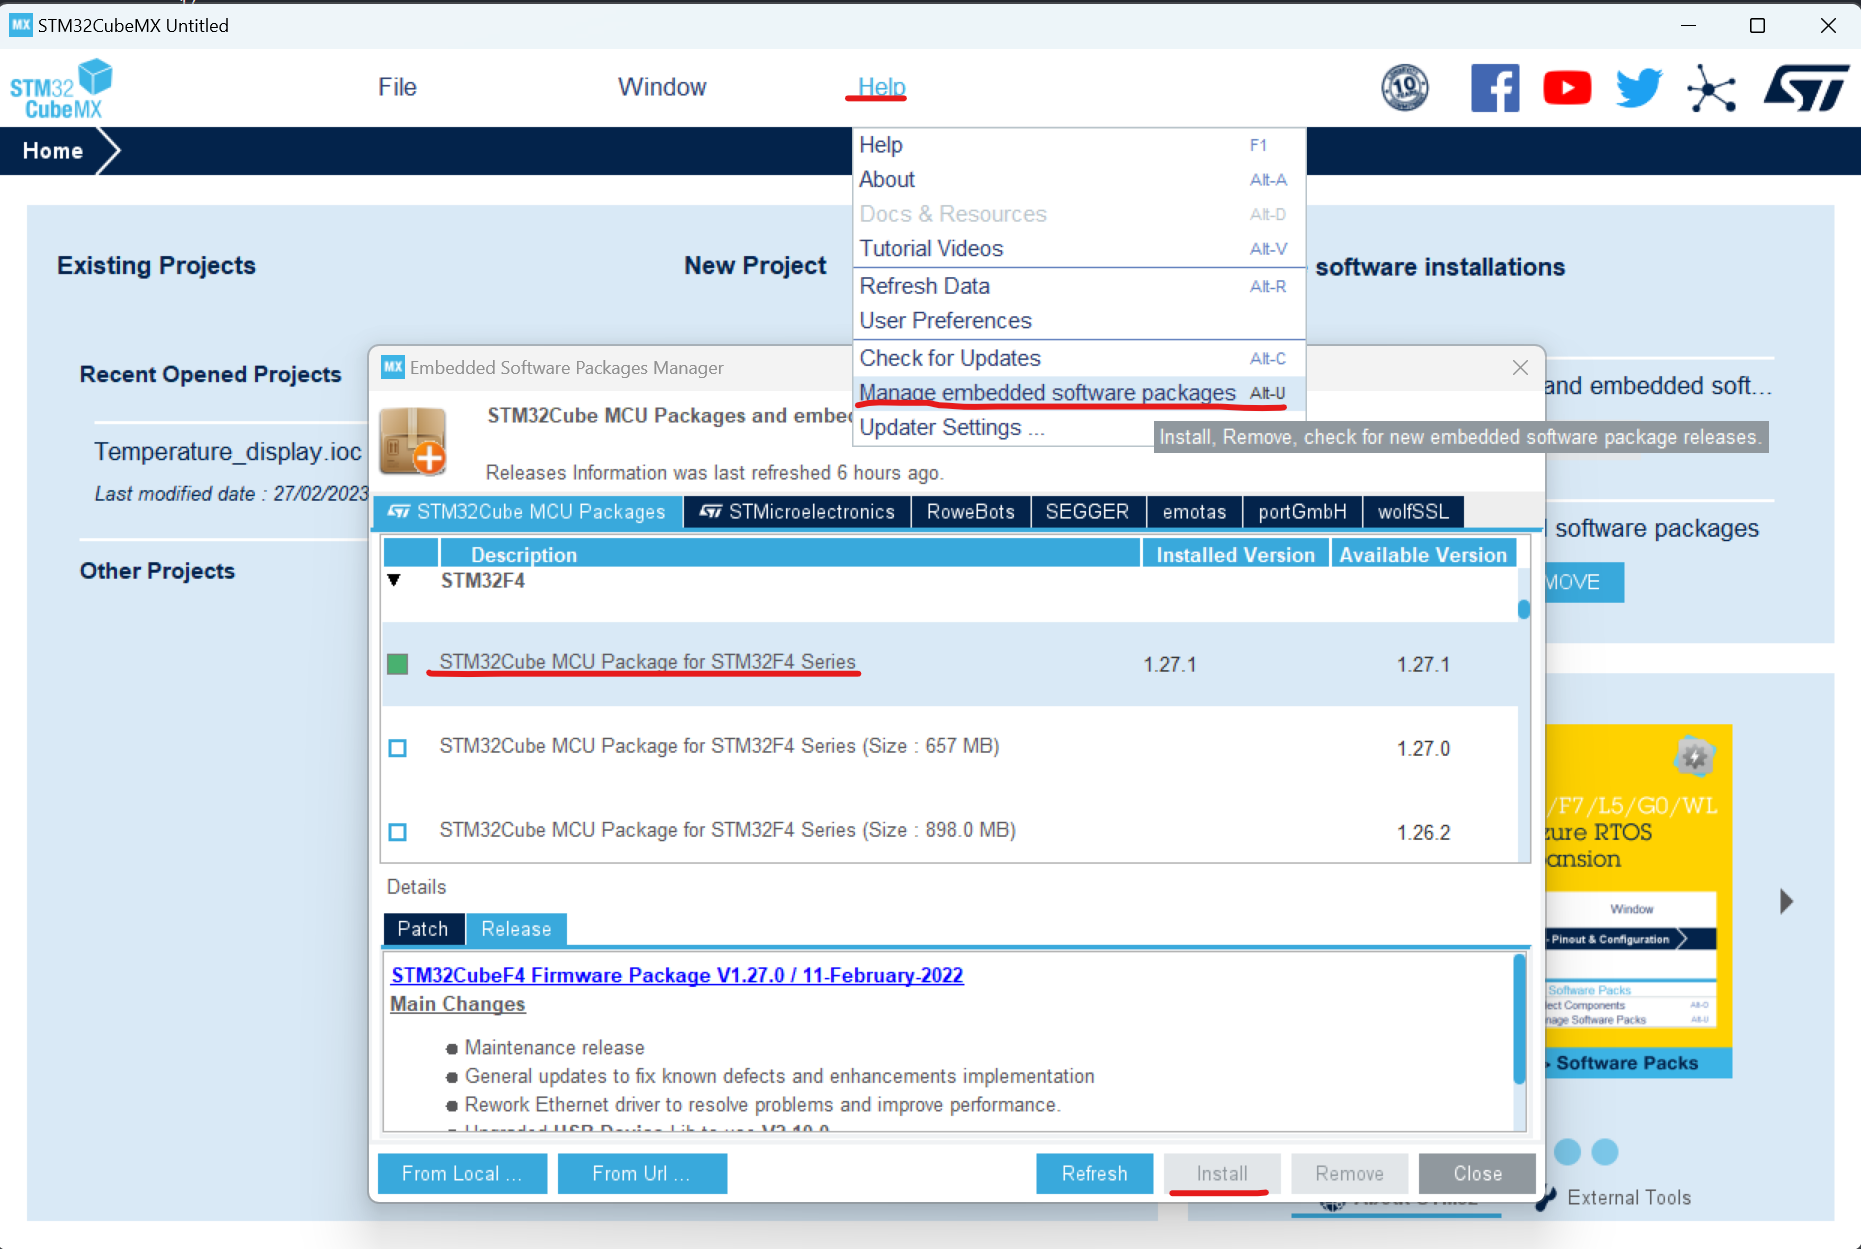 STM32CubeMX Untitled
STM32
CubeMX
File
Window
Help
10
Home
Help F1
About Alt-A
Docs & Resources Alt-D
Tutorial Videos Alt-V
Refresh Data Alt-R
User Preferences
Check for Updates Alt-C
Manage embedded software packages Alt-U
Updater Settings ...
Install, Remove, check for new embedded software package releases.
Existing Projects
New Project
software installations
Recent Opened Projects
Temperature_display.ioc
Last modified date : 27/02/2023
Other Projects
and embedded soft...
software packages
MOVE
Embedded Software Packages Manager
STM32Cube MCU Packages and embe
Releases Information was last refreshed 6 hours ago.
STM32Cube MCU Packages
STMicroelectronics
RoweBots
SEGGER
emotas
portGmbH
wolfSSL
Description Installed Version Available Version
STM32F4
STM32Cube MCU Package for STM32F4 Series 1.27.1 1.27.1
STM32Cube MCU Package for STM32F4 Series (Size : 657 MB) 1.27.0
STM32Cube MCU Package for STM32F4 Series (Size : 898.0 MB) 1.26.2
Details
Patch
Release
STM32CubeF4 Firmware Package V1.27.0 / 11-February-2022
Main Changes
Maintenance release
General updates to fix known defects and enhancements implementation
Rework Ethernet driver to resolve problems and improve performance.
From Local ...
From Url ...
Refresh
Install
Remove
Close
/F7/L5/G0/WL
zure RTOS
ansion
Window
Pinout & Configuration
Software Packs
lect Components Alt-O
nage Software Packs Alt-U
Software Packs
External Tools